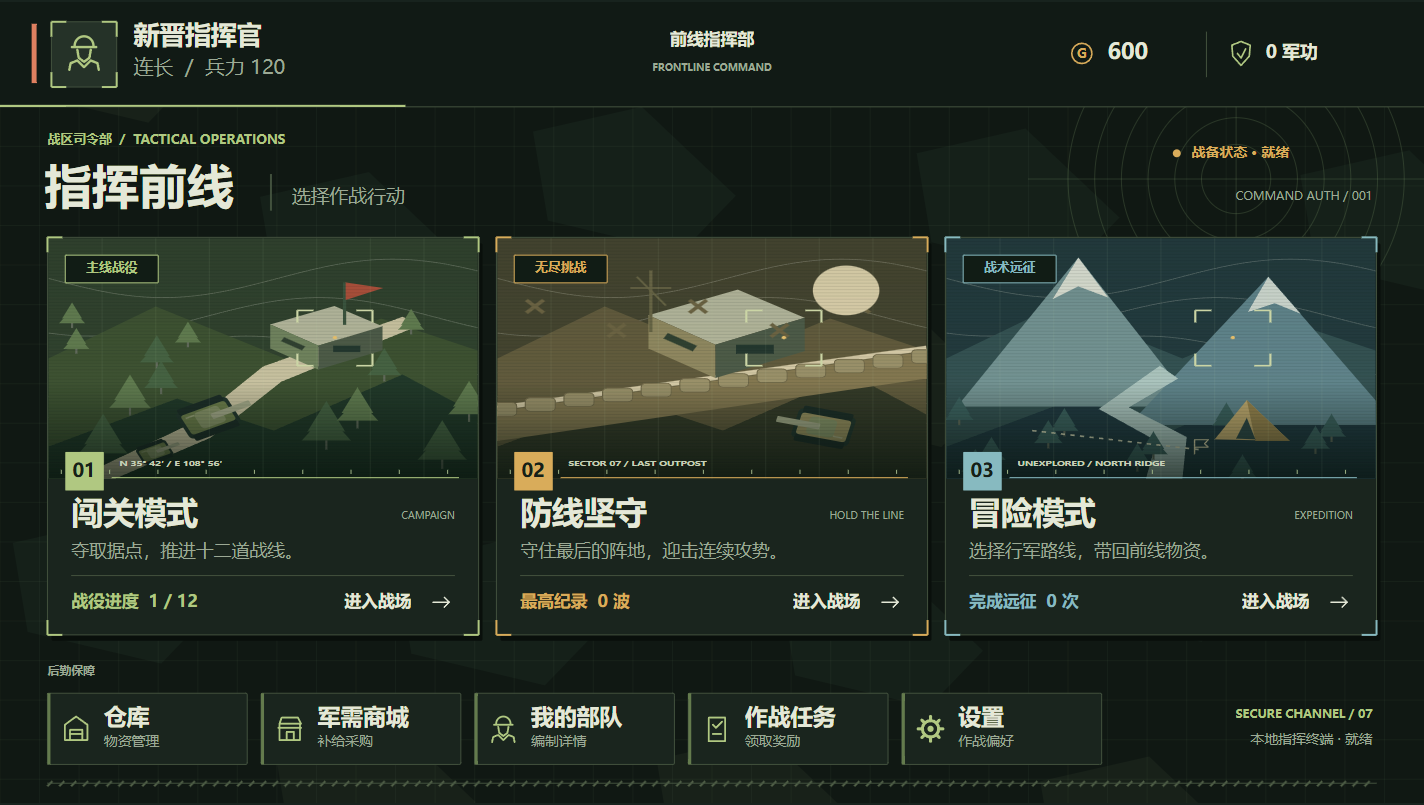 新晋指挥官
连长 / 兵力 120
前线指挥部
FRONTLINE COMMAND
G 600
0 军功
战区司令部 / TACTICAL OPERATIONS
指挥前线
选择作战行动
战备状态 • 就绪
COMMAND AUTH / 001
主线战役
01
N 35° 42' / E 108° 56'
闯关模式
CAMPAIGN
夺取据点，推进十二道战线。
战役进度 1 / 12
进入战场 →
无尽挑战
02
SECTOR 07 / LAST OUTPOST
防线坚守
HOLD THE LINE
守住最后的阵地，迎击连续攻势。
最高纪录 0 波
进入战场 →
战术远征
03
UNEXPLORED / NORTH RIDGE
冒险模式
EXPEDITION
选择行军路线，带回前线物资。
完成远征 0 次
进入战场 →
后勤保障
仓库
物资管理
军需商城
补给采购
我的部队
编制详情
作战任务
领取奖励
设置
作战偏好
SECURE CHANNEL / 07
本地指挥终端 · 就绪